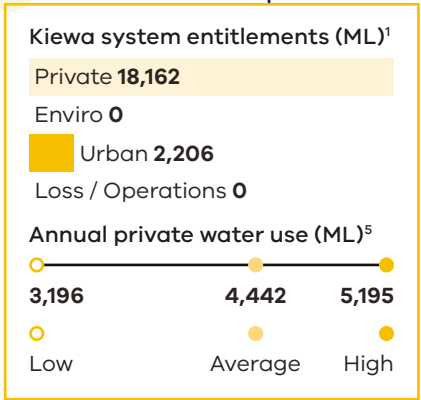 Kiewa system entitlements (ML)¹
Private 18,162
Enviro 0
Urban 2,206
Loss / Operations 0
Annual private water use (ML)⁵
3,196 4,442 5,195
Low Average High